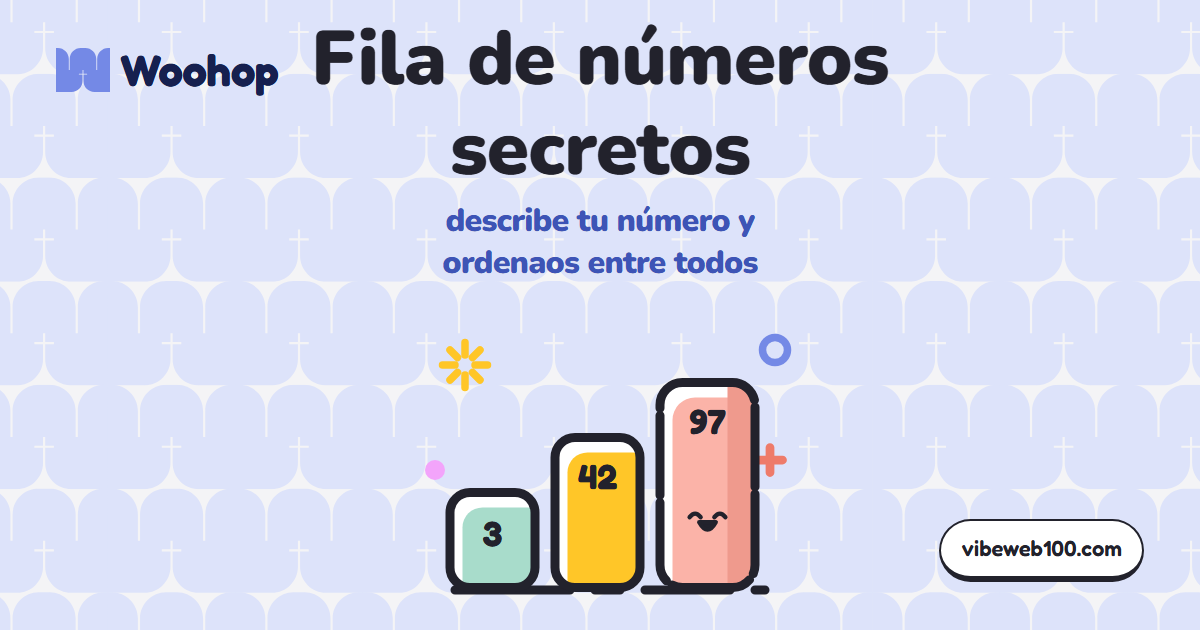 Woohop
Fila de números
secretos
describe tu número y
ordenaos entre todos
97
42
3
vibeweb100.com